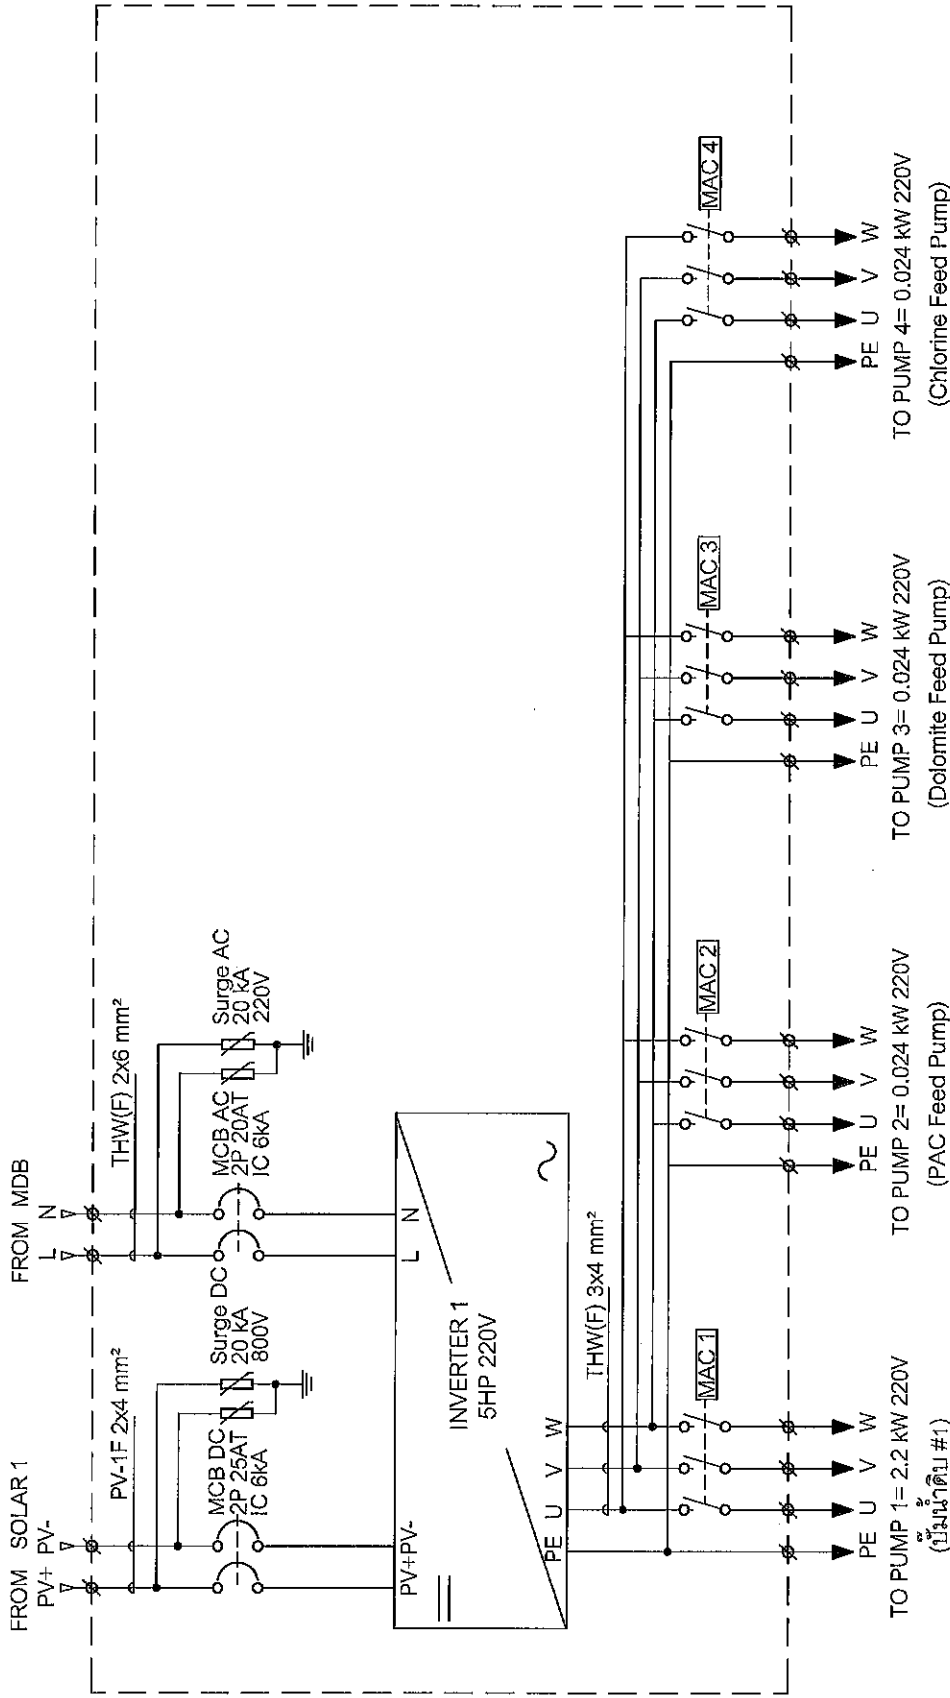 FROM SOLAR 1
PV+ PV-
PV-1F 2x4 mm²
MCB DC
2P 25AT
IC 6kA
Surge DC
20 kA
800V
FROM MDB
L N
THW(F) 2x6 mm²
MCB AC
2P 20AT
IC 6kA
Surge AC
20 kA
220V
PV+PV- L N
INVERTER 1
5HP 220V
PE U V W
THW(F) 3x4 mm²
MAC 1
MAC 2
MAC 3
MAC 4
PE U V W
TO PUMP 1= 2.2 kW 220V
(ปั๊มน้ำดิบ #1)
PE U V W
TO PUMP 2= 0.024 kW 220V
(PAC Feed Pump)
PE U V W
TO PUMP 3= 0.024 kW 220V
(Dolomite Feed Pump)
PE U V W
TO PUMP 4= 0.024 kW 220V
(Chlorine Feed Pump)